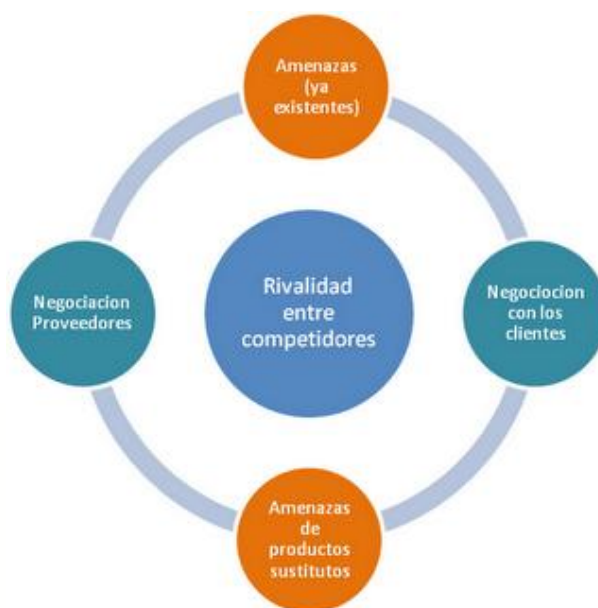 Amenazas
(ya
existentes)
Negociacion
Proveedores
Rivalidad
entre
competidores
Negociocion
con los
clientes
Amenazas
de
productos
sustitutos